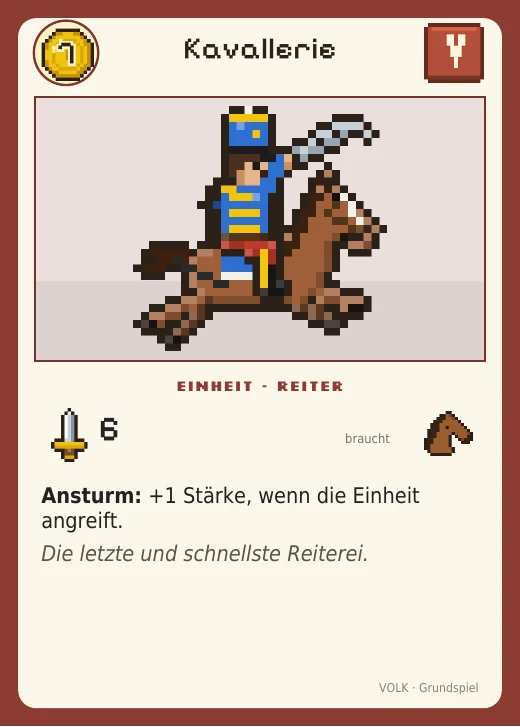 7
Kavallerie
V
EINHEIT - REITER
6
braucht
Ansturm: +1 Stärke, wenn die Einheit
angreift.
Die letzte und schnellste Reiterei.
VOLK · Grundspiel